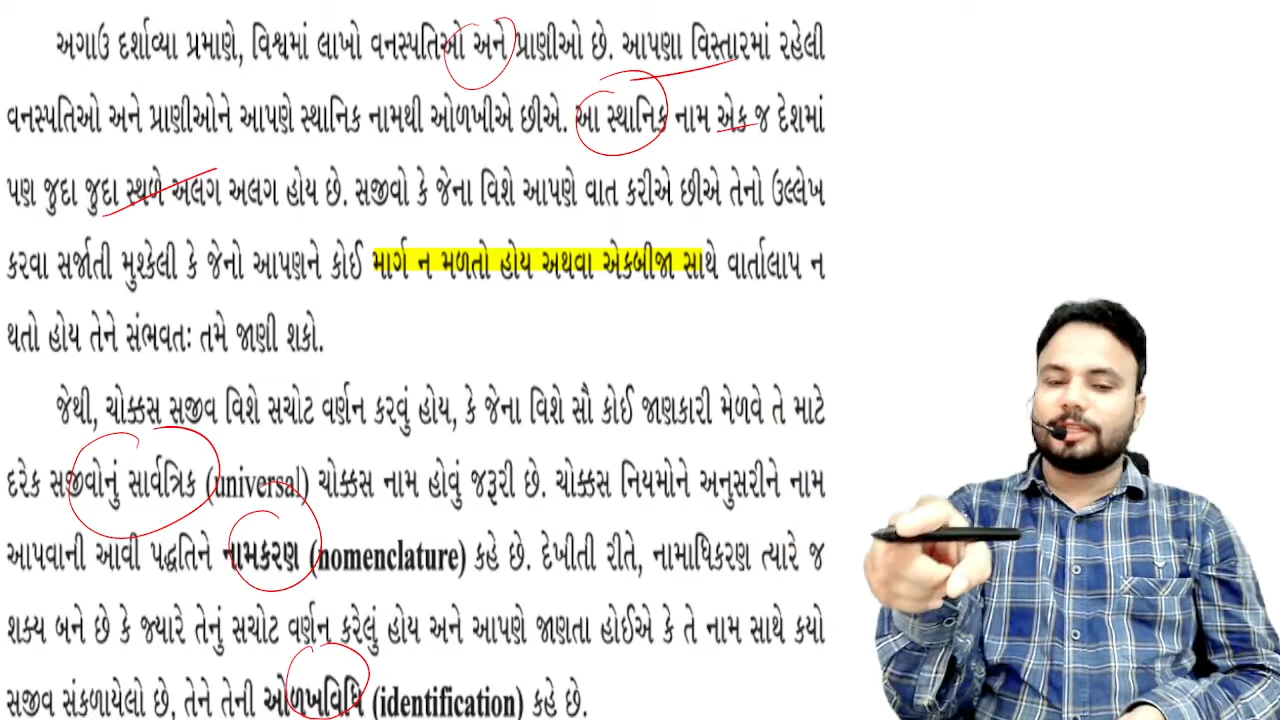 અગાઉ દર્શાવ્યા પ્રમાણે, વિશ્વમાં લાખો વનસ્પતિઓ અને પ્રાણીઓ છે. આપણા વિસ્તારમાં રહેલી
વનસ્પતિઓ અને પ્રાણીઓને આપણે સ્થાનિક નામથી ઓળખીએ છીએ. આ સ્થાનિક નામ એક જ દેશમાં
પણ જુદા જુદા સ્થળે અલગ અલગ હોય છે. સજીવો કે જેના વિશે આપણે વાત કરીએ છીએ તેનો ઉલ્લેખ
કરવા સર્જાતી મુશ્કેલી કે જેનો આપણને કોઈ માર્ગ ન મળતો હોય અથવા એકબીજા સાથે વાર્તાલાપ ન
થતો હોય તેને સંભવતઃ તમે જાણી શકો.
જેથી, ચોક્કસ સજીવ વિશે સચોટ વર્ણન કરવું હોય, કે જેના વિશે સૌ કોઈ જાણકારી મેળવે તે માટે
દરેક સજીવોનું સાર્વત્રિક (universal) ચોક્કસ નામ હોવું જરૂરી છે. ચોક્કસ નિયમોને અનુસરીને નામ
આપવાની આવી પદ્ધતિને નામકરણ (nomenclature) કહે છે. દેખીતી રીતે, નામાધિકરણ ત્યારે જ
શક્ય બને છે કે જ્યારે તેનું સચોટ વર્ણન કરેલું હોય અને આપણે જાણતા હોઈએ કે તે નામ સાથે કયો
સજીવ સંકળાયેલો છે, તેને તેની ઓળખવિધિ (identification) કહે છે.